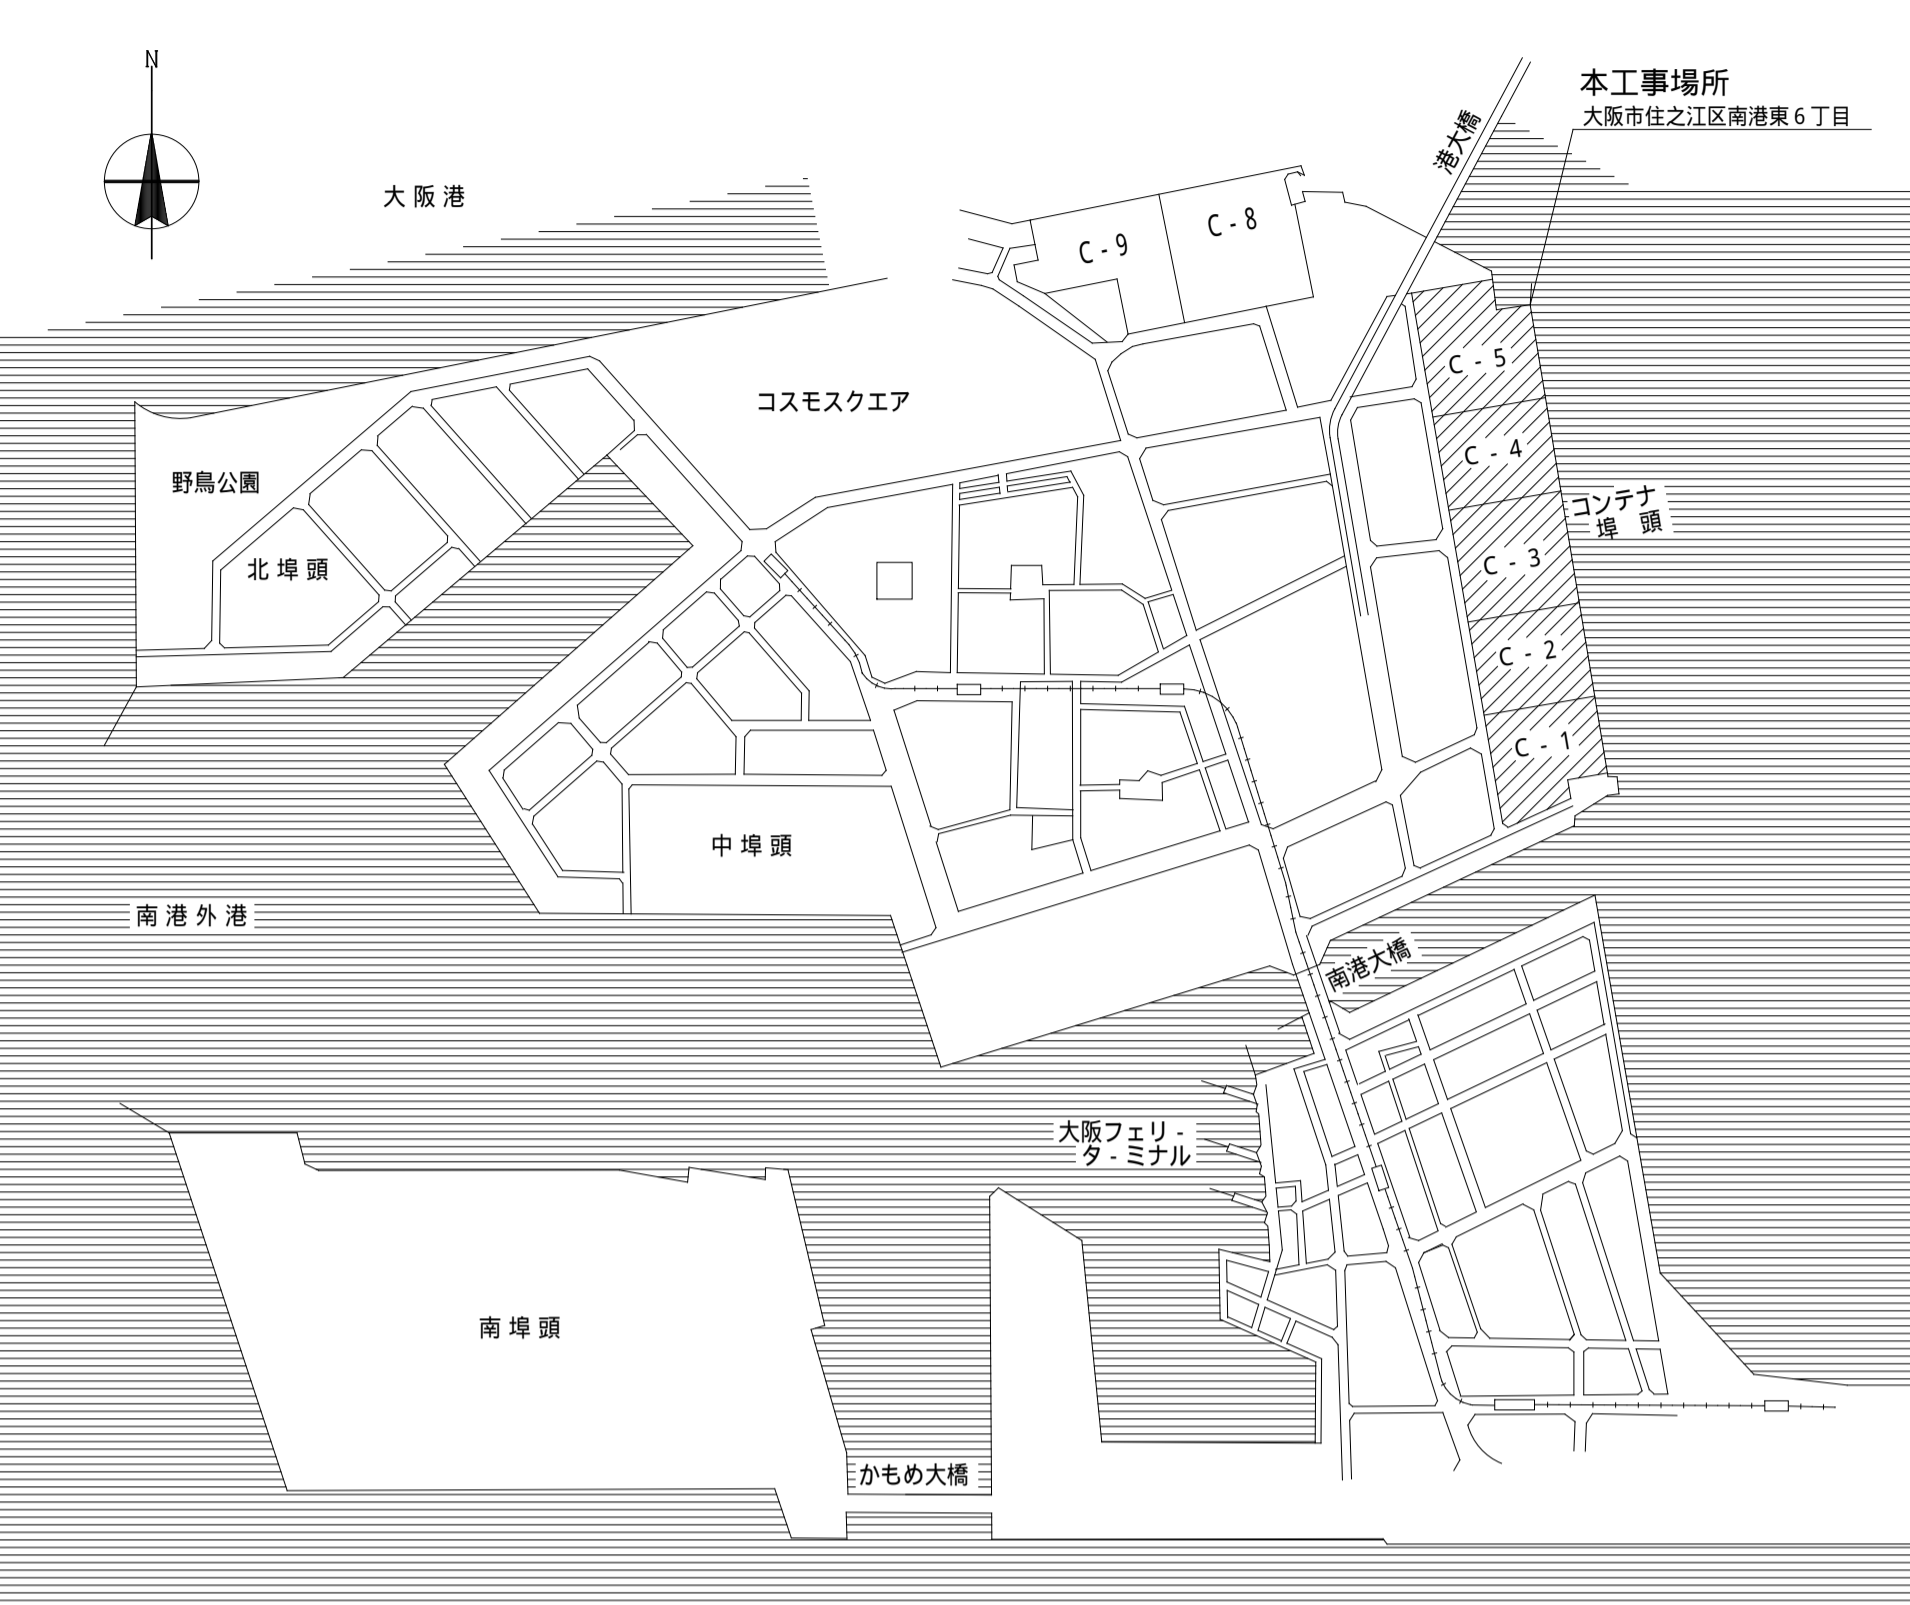 N
本工事場所
大阪市住之江区南港東６丁目
港大橋
大阪港
C - 9
C - 8
コスモスクエア
C - 5
C - 4
野鳥公園
コンテナ
埠 頭
北埠頭
C - 3
C - 2
C - 1
中埠頭
南港外港
南港大橋
大阪フェリ -
タ - ミナル
南埠頭
かもめ大橋